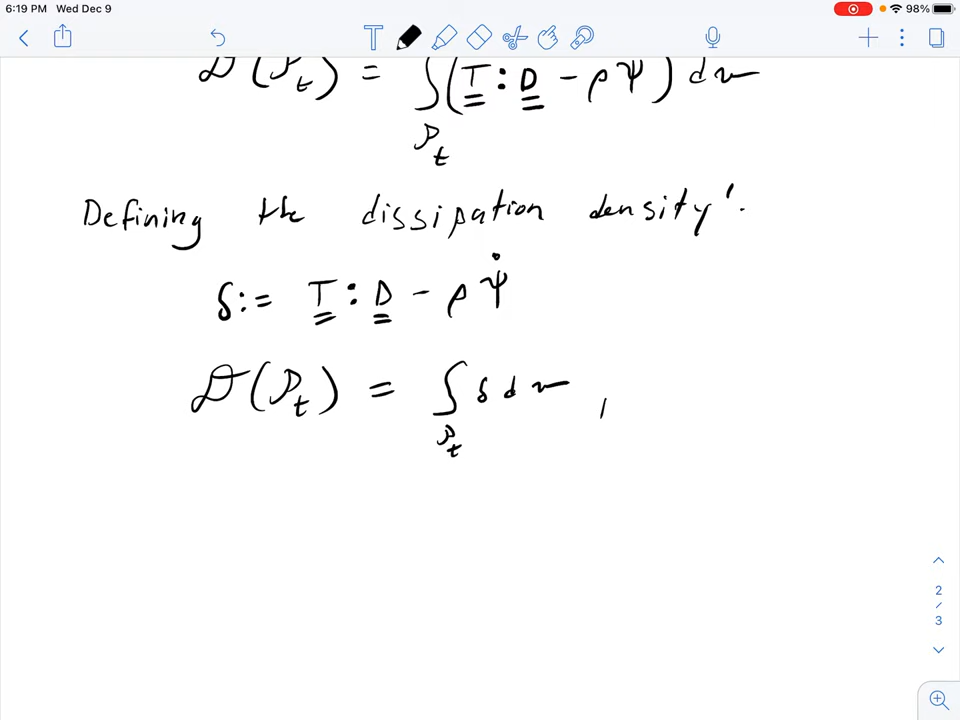 6:19 PM Wed Dec 9 98%
T
𝒟(𝒫_t) = ∫_{𝒫_t} (T : D − ρψ) dv
Defining the dissipation density:
δ := T : D − ρψ̇
𝒟(𝒫_t) = ∫_{𝒫_t} δ dv
2
/
3